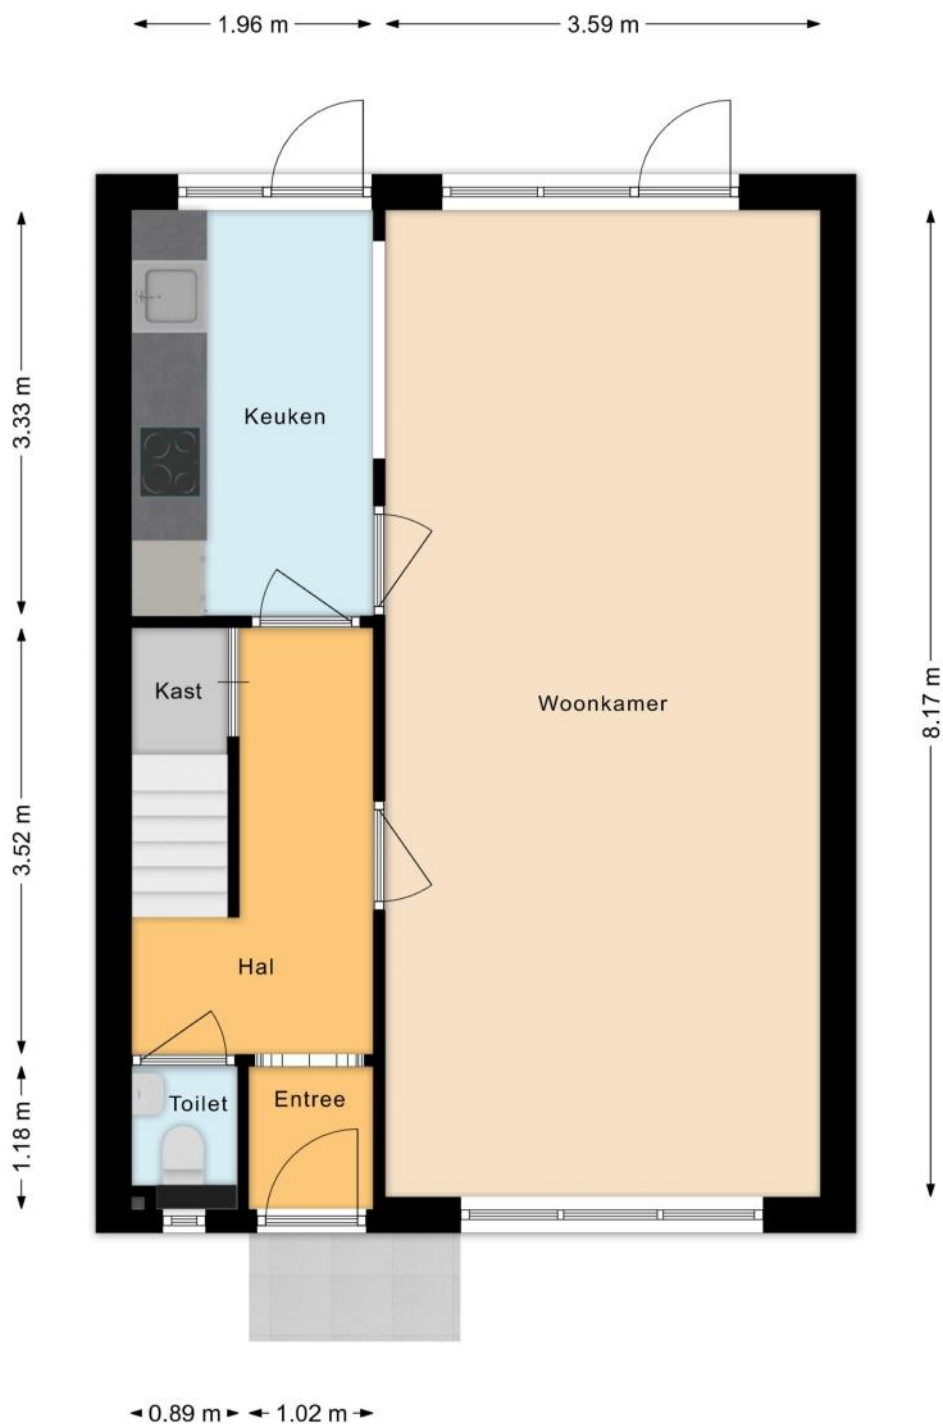 1.96 m
3.59 m
3.33 m
Keuken
8.17 m
Woonkamer
Kast
3.52 m
Hal
1.18 m
Toilet
Entree
0.89 m
1.02 m